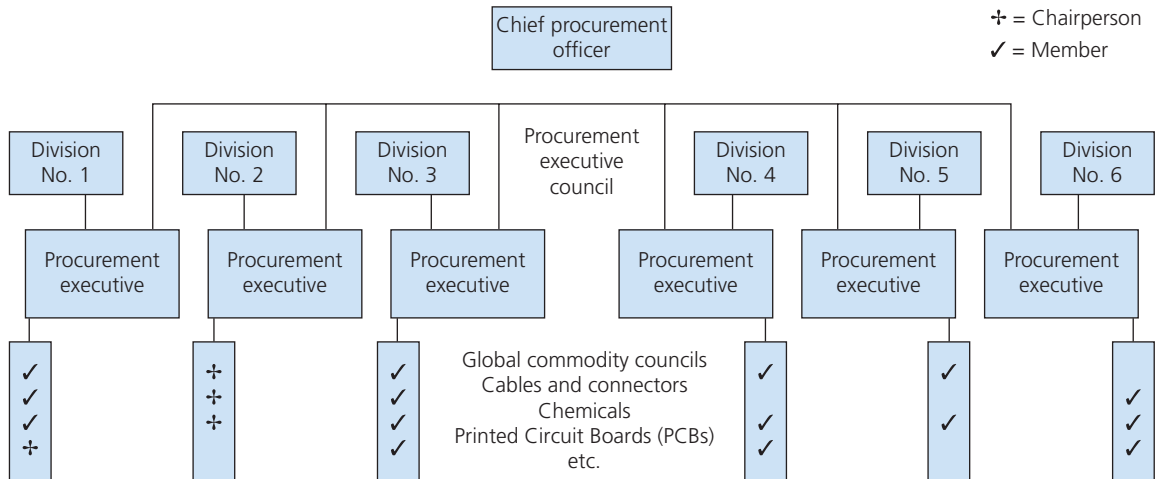 Chief procurement
officer
✢ = Chairperson
✓ = Member
Division
No. 1
Division
No. 2
Division
No. 3
Procurement
executive
council
Division
No. 4
Division
No. 5
Division
No. 6
Procurement
executive
Procurement
executive
Procurement
executive
Procurement
executive
Procurement
executive
Procurement
executive
Global commodity councils
Cables and connectors
Chemicals
Printed Circuit Boards (PCBs)
etc.